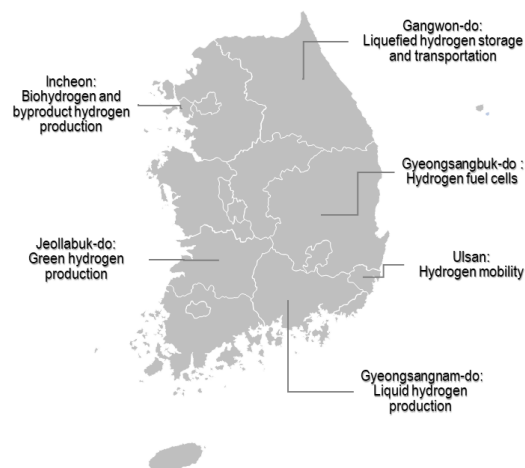 Gangwon-do:
Liquefied hydrogen storage
and transportation
Incheon:
Biohydrogen and
byproduct hydrogen
production
Gyeongsangbuk-do :
Hydrogen fuel cells
Jeollabuk-do:
Green hydrogen
production
Ulsan:
Hydrogen mobility
Gyeongsangnam-do:
Liquid hydrogen
production